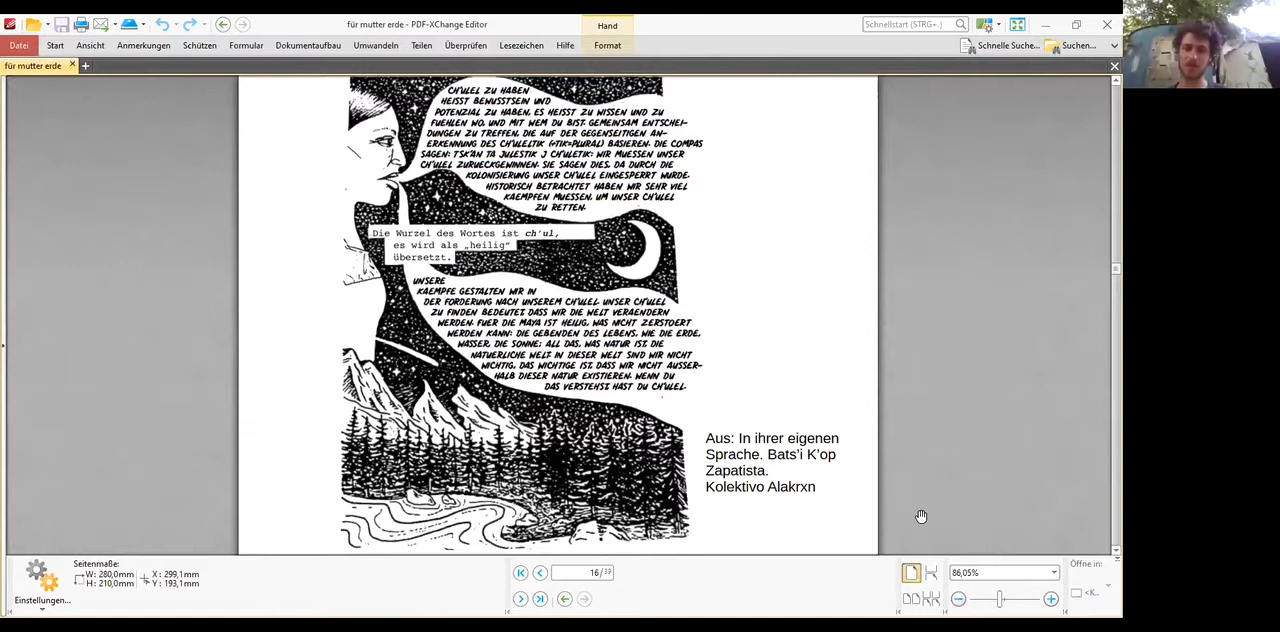 für mutter erde - PDF-XChange Editor
Hand
Schnellstart (STRG+.)
Datei
Start
Ansicht
Anmerkungen
Schützen
Formular
Dokumentaufbau
Umwandeln
Teilen
Überprüfen
Lesezeichen
Hilfe
Format
Schnelle Suche...
Suchen...
für mutter erde
CH'ULEL ZU HABEN
HEISST BEWUSSTSEIN UND
POTENZIAL ZU HABEN, ES HEISST ZU WISSEN UND ZU
FUEHLEN WO, UND MIT WEM DU BIST. GEMEINSAM ENTSCHEI-
DUNGEN ZU TREFFEN, DIE AUF DER GEGENSEITIGEN AN-
ERKENNUNG DES CH'ULELTIK (-TIK=PLURAL) BASIEREN. DIE COMPAS
SAGEN: TSK'AN TA JULESTIK J CH'ULETIK: WIR MUESSEN UNSER
CH'ULEL ZURUECKGEWINNEN. SIE SAGEN DIES, DA DURCH DIE
KOLONISIERUNG UNSER CH'ULEL EINGESPERRT WURDE.
HISTORISCH BETRACHTET HABEN WIR SEHR VIEL
KAEMPFEN MUESSEN, UM UNSER CH'ULEL
ZU RETTEN.
Die Wurzel des Wortes ist ch'ul,
es wird als „heilig“
übersetzt.
UNSERE
KAEMPFE GESTALTEN WIR IN
DER FORDERUNG NACH UNSEREM CH'ULEL. UNSER CH'ULEL
ZU FINDEN BEDEUTET, DASS WIR DIE WELT VERAENDERN
WERDEN. FUER DIE MAYA IST HEILIG, WAS NICHT ZERSTOERT
WERDEN KANN: DIE GEBENDEN DES LEBENS, WIE DIE ERDE,
WASSER, DIE SONNE; ALL DAS, WAS NATUR IST, DIE
NATUERLICHE WELT. IN DIESER WELT SIND WIR NICHT
WICHTIG, DAS WICHTIGE IST, DASS WIR NICHT AUSSER-
HALB DIESER NATUR EXISTIEREN. WENN DU
DAS VERSTEHST, HAST DU CH'ULEL.
Aus: In ihrer eigenen
Sprache. Bats’i K’op
Zapatista.
Kolektivo Alakrxn
Einstellungen...
Seitenmaße:
W: 280,0mm
H: 210,0mm
X: 299,1mm
Y: 193,1mm
16/39
86,05%
Öffne in:
<K..